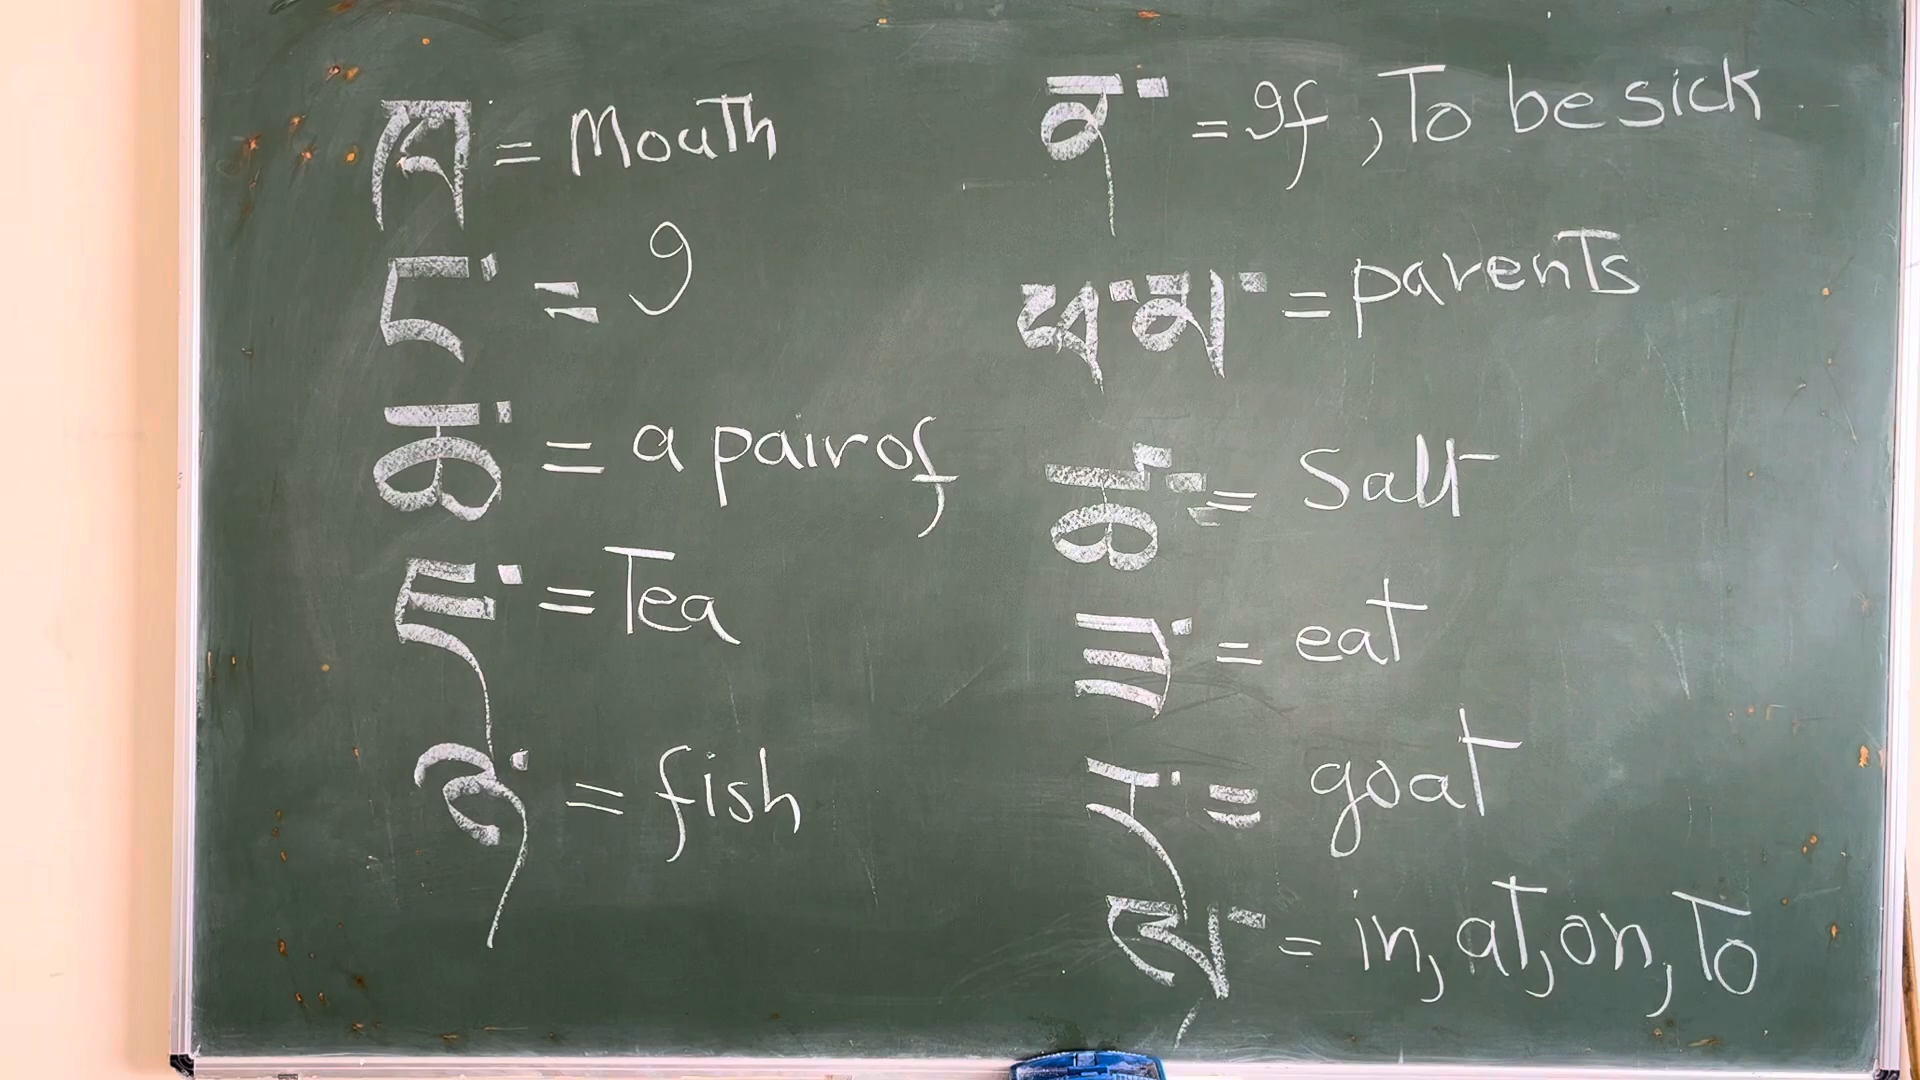 ཁ = Mouth
ང་ = I
ཆ་ = a pair of
ཇ་ = Tea
ཉ་ = fish
ན་ = If, To be sick
ཕ་མ་ = parents
ཚ་ = Salt
ཟ་ = eat
ར་ = goat
ལ་ = in, at, on, To